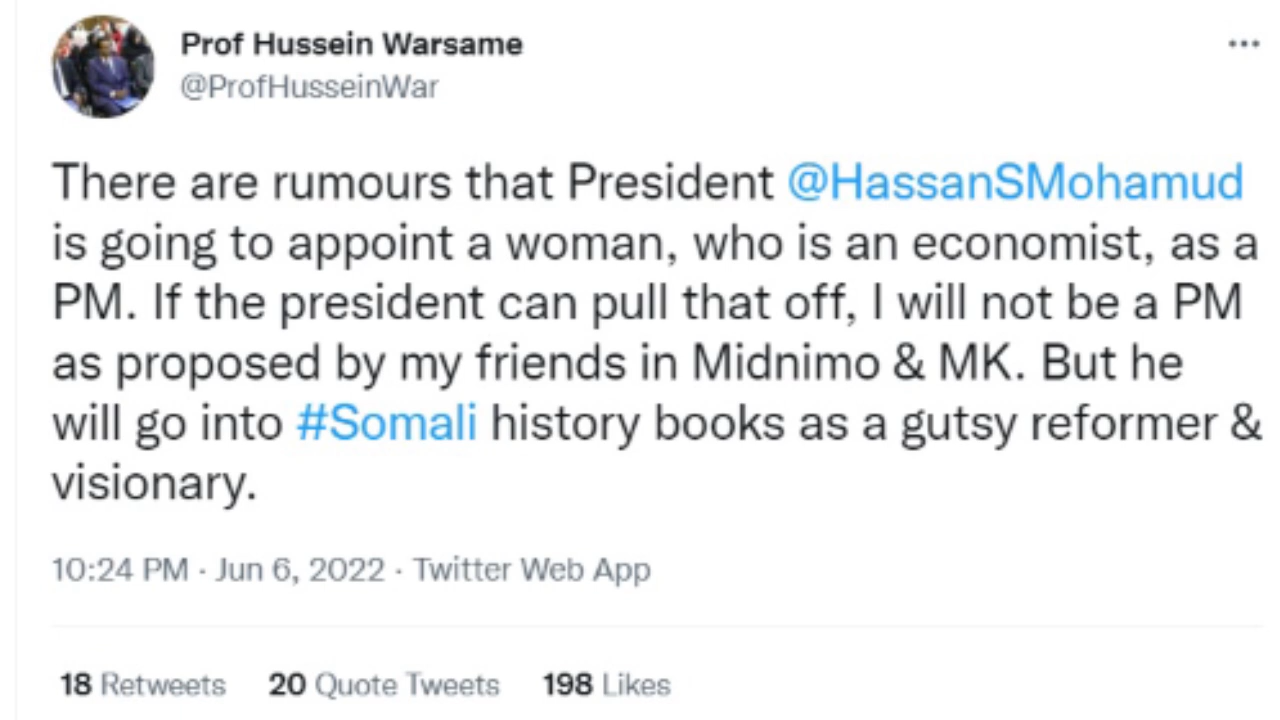 Prof Hussein Warsame
@ProfHusseinWar
There are rumours that President @HassanSMohamud
is going to appoint a woman, who is an economist, as a
PM. If the president can pull that off, I will not be a PM
as proposed by my friends in Midnimo & MK. But he
will go into #Somali history books as a gutsy reformer &
visionary.
10:24 PM · Jun 6, 2022 · Twitter Web App
18 Retweets 20 Quote Tweets 198 Likes